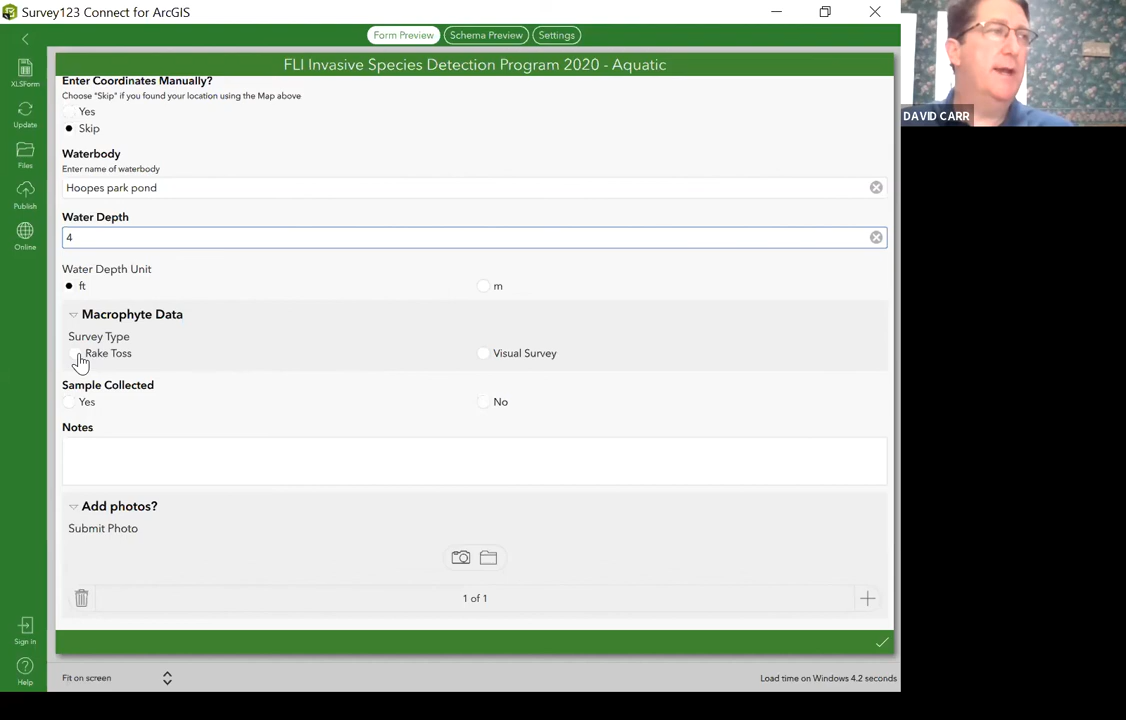 Survey123 Connect for ArcGIS
Form Preview
Schema Preview
Settings
XLSForm
Update
Files
Publish
Online
Sign in
Help
FLI Invasive Species Detection Program 2020 - Aquatic
Enter Coordinates Manually?
Choose "Skip" if you found your location using the Map above
Yes
Skip
Waterbody
Enter name of waterbody
Hoopes park pond
Water Depth
4
Water Depth Unit
ft
m
Macrophyte Data
Survey Type
Rake Toss
Visual Survey
Sample Collected
Yes
No
Notes
Add photos?
Submit Photo
1 of 1
Fit on screen
Load time on Windows 4.2 seconds
DAVID CARR